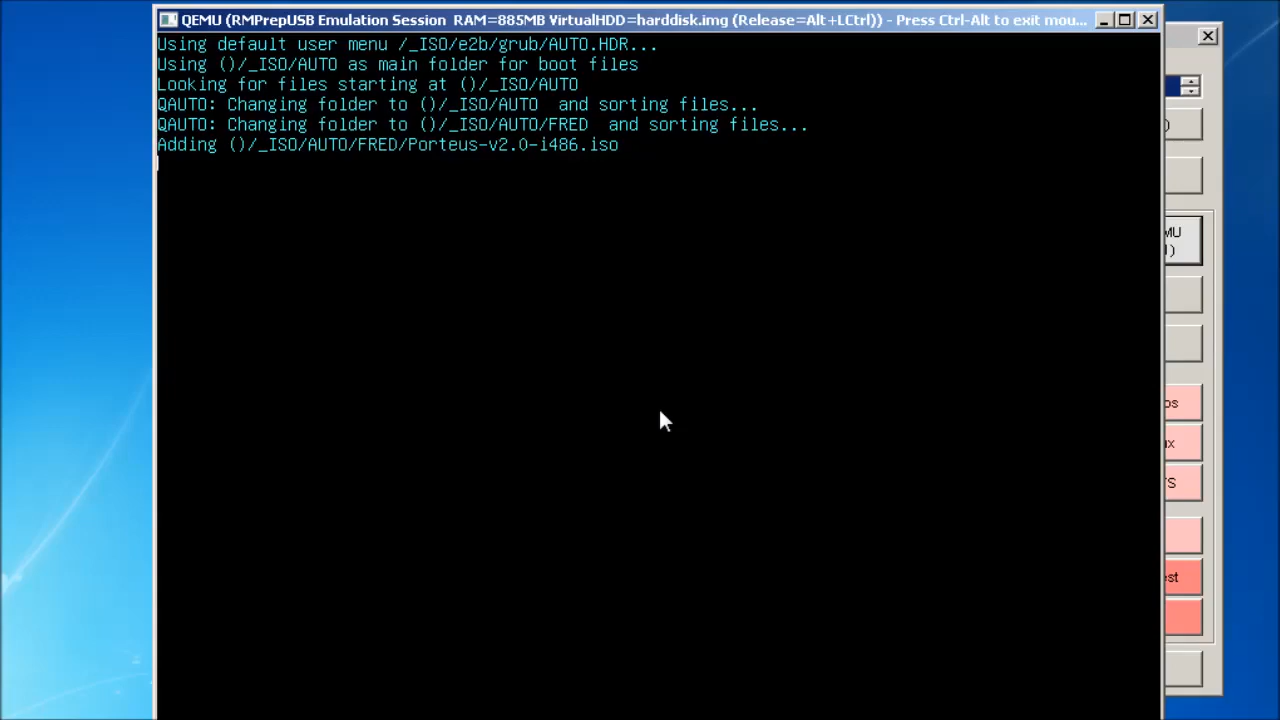 QEMU (RMPrepUSB Emulation Session  RAM=885MB VirtualHDD=harddisk.img (Release=Alt+LCtrl)) - Press Ctrl-Alt to exit mou...
Using default user menu /_ISO/e2b/grub/AUTO.HDR...
Using ()/_ISO/AUTO as main folder for boot files
Looking for files starting at ()/_ISO/AUTO
QAUTO: Changing folder to ()/_ISO/AUTO  and sorting files...
QAUTO: Changing folder to ()/_ISO/AUTO/FRED  and sorting files...
Adding ()/_ISO/AUTO/FRED/Porteus-v2.0-i486.iso